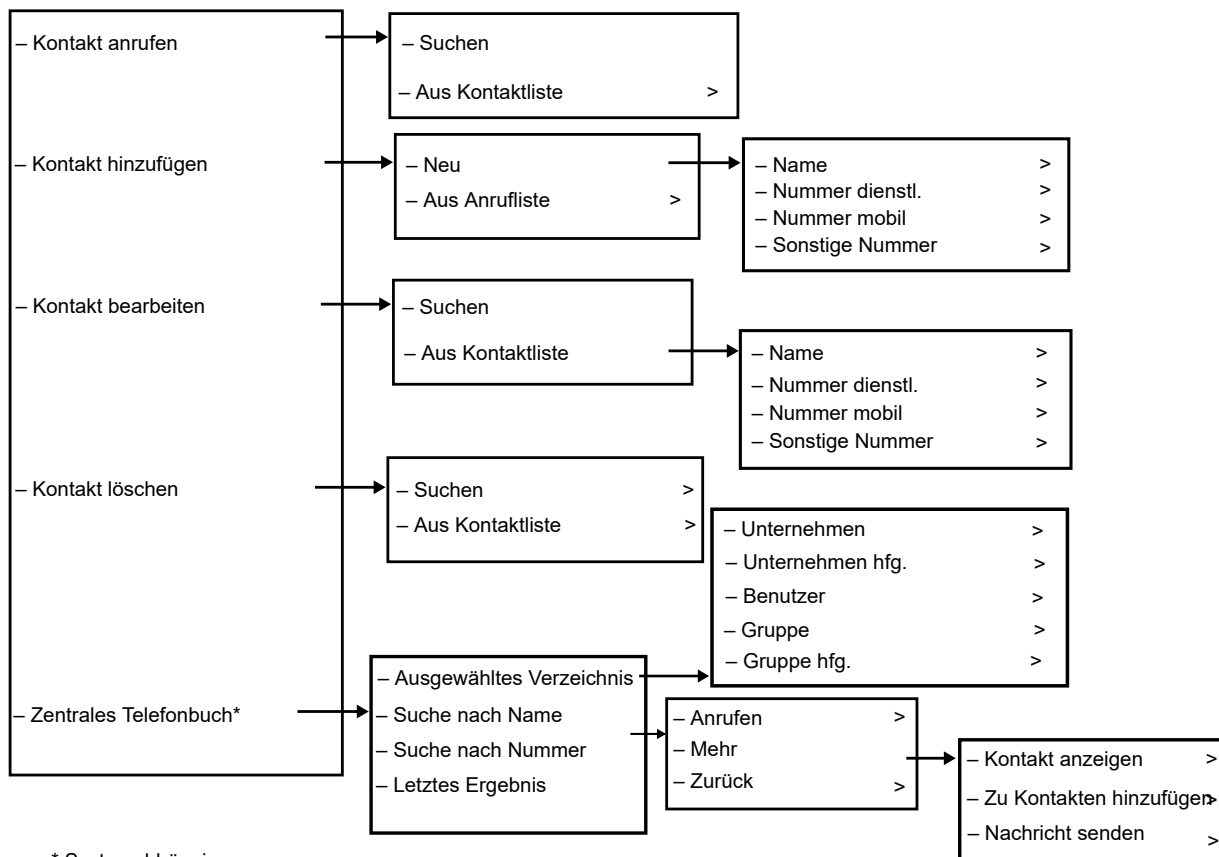 – Kontakt anrufen
– Suchen
– Aus Kontaktliste >
– Kontakt hinzufügen
– Neu
– Aus Anrufliste >
– Name >
– Nummer dienstl. >
– Nummer mobil >
– Sonstige Nummer >
– Kontakt bearbeiten
– Suchen
– Aus Kontaktliste
– Name >
– Nummer dienstl. >
– Nummer mobil >
– Sonstige Nummer >
– Kontakt löschen
– Suchen >
– Aus Kontaktliste >
– Zentrales Telefonbuch*
– Ausgewähltes Verzeichnis
– Suche nach Name
– Suche nach Nummer
– Letztes Ergebnis
– Unternehmen >
– Unternehmen hfg. >
– Benutzer >
– Gruppe >
– Gruppe hfg. >
– Anrufen >
– Mehr
– Zurück >
– Kontakt anzeigen >
– Zu Kontakten hinzufügen >
– Nachricht senden >